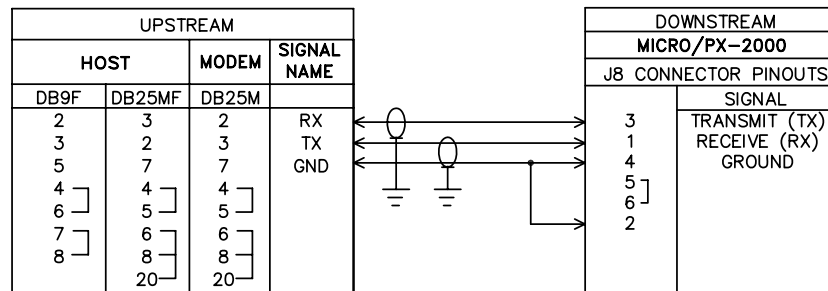 UPSTREAM
HOST MODEM SIGNAL NAME
DB9F DB25MF DB25M
2 3 2 RX
3 2 3 TX
5 7 7 GND
4 4 4
6 5 5
7 6 6
8 8 8
20 20
DOWNSTREAM
MICRO/PX-2000
J8 CONNECTOR PINOUTS
SIGNAL
3 TRANSMIT (TX)
1 RECEIVE (RX)
4 GROUND
5
6
2